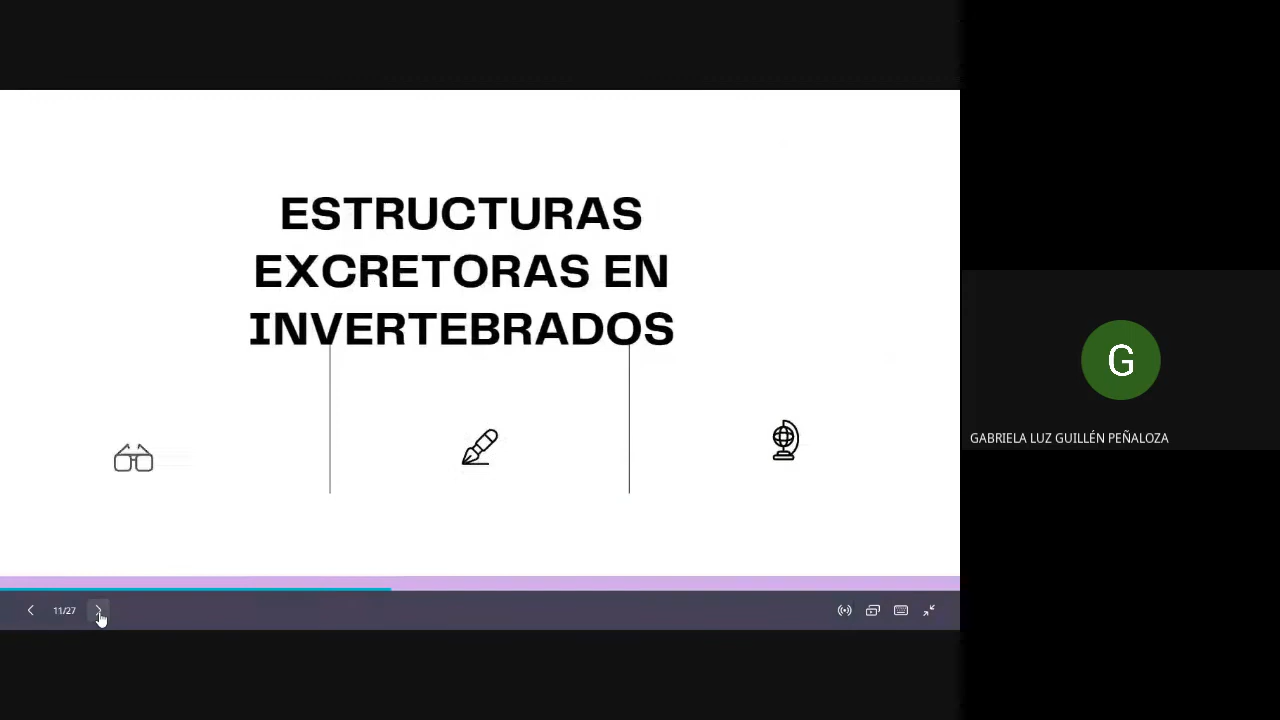 ESTRUCTURAS
EXCRETORAS EN
INVERTEBRADOS
G
GABRIELA LUZ GUILLÉN PEÑALOZA
11/27